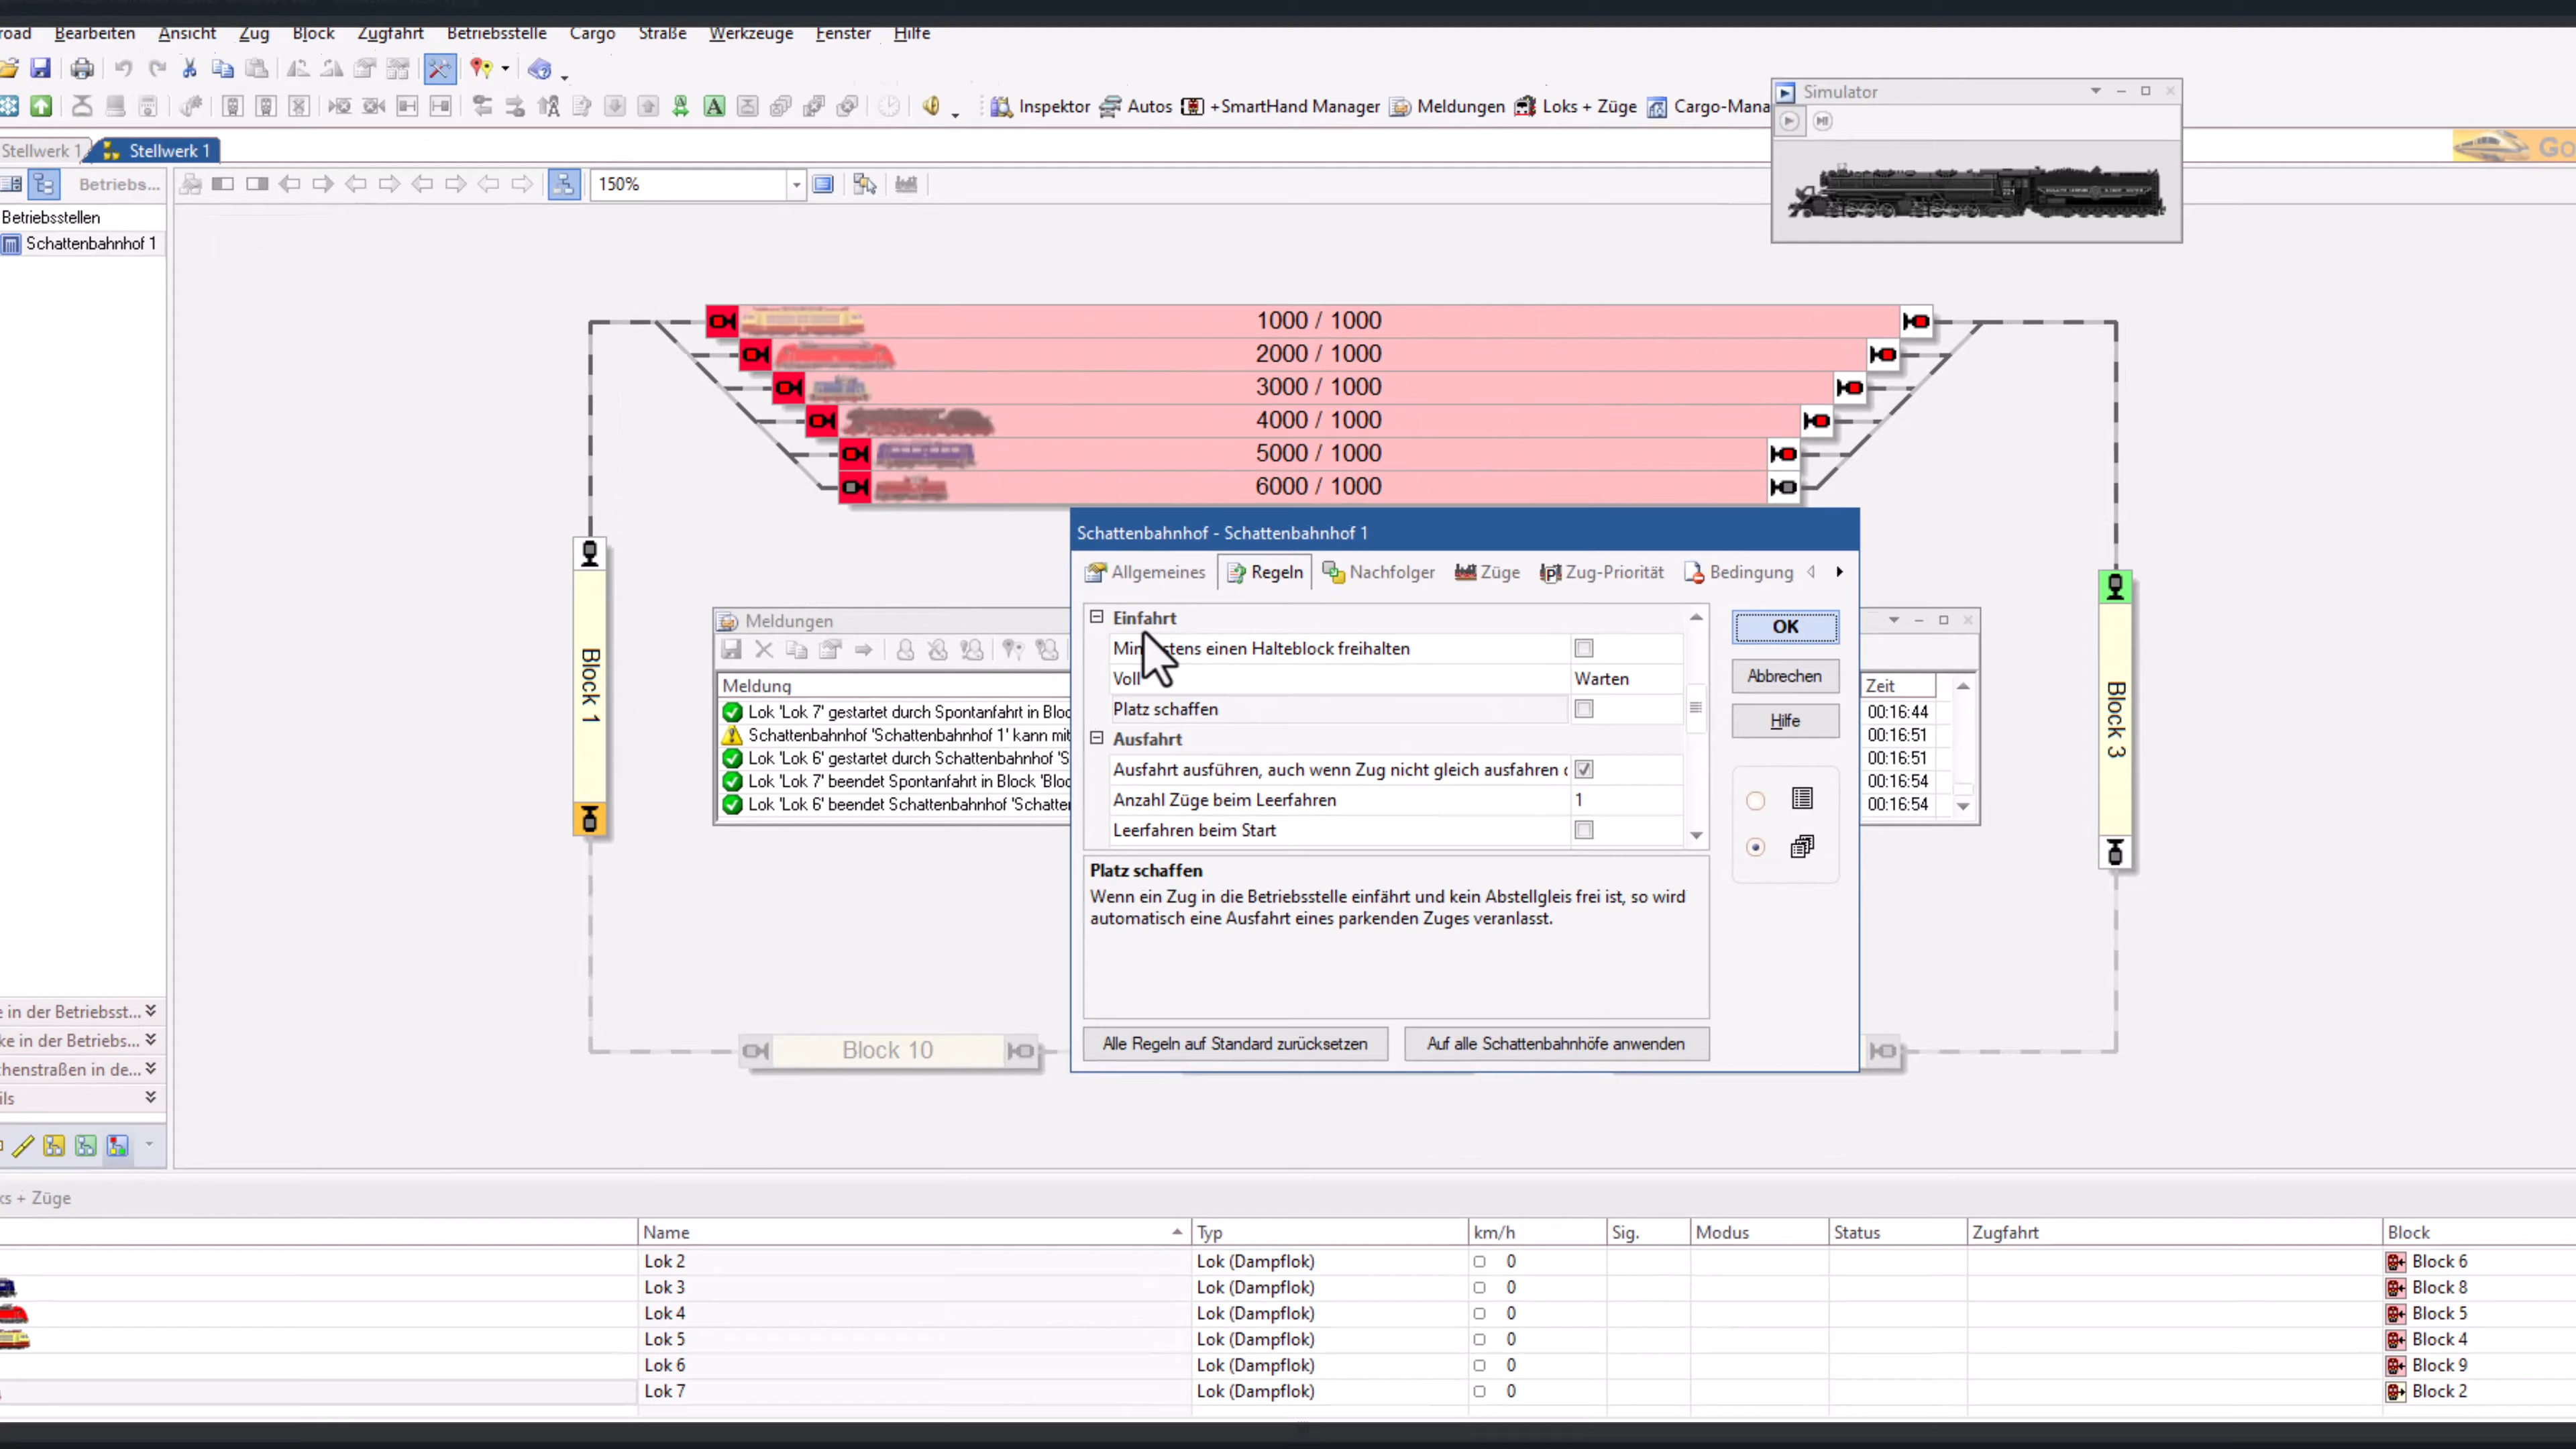 road Bearbeiten Ansicht Zug Block Zugfahrt Betriebsstelle Cargo Straße Werkzeuge Fenster Hilfe
Inspektor Autos +SmartHand Manager Meldungen Loks + Züge Cargo-Mana
Simulator
Stellwerk 1 Stellwerk 1
Go
Betriebs... 150%
Betriebsstellen
Schattenbahnhof 1
1000 / 1000
2000 / 1000
3000 / 1000
4000 / 1000
5000 / 1000
6000 / 1000
Block 1
Block 3
Block 10
Schattenbahnhof - Schattenbahnhof 1
Allgemeines Regeln Nachfolger Züge Zug-Priorität Bedingung
Einfahrt
Min stens einen Halteblock freihalten
Voll Warten
Platz schaffen
Ausfahrt
Ausfahrt ausführen, auch wenn Zug nicht gleich ausfahren
Anzahl Züge beim Leerfahren 1
Leerfahren beim Start
Platz schaffen
Wenn ein Zug in die Betriebsstelle einfährt und kein Abstellgleis frei ist, so wird
automatisch eine Ausfahrt eines parkenden Zuges veranlasst.
Alle Regeln auf Standard zurücksetzen Auf alle Schattenbahnhöfe anwenden
OK
Abbrechen
Hilfe
Meldungen
Meldung Zeit
Lok 'Lok 7' gestartet durch Spontanfahrt in Bloc 00:16:44
Schattenbahnhof 'Schattenbahnhof 1' kann mit 00:16:51
Lok 'Lok 6' gestartet durch Schattenbahnhof 'S 00:16:51
Lok 'Lok 7' beendet Spontanfahrt in Block 'Bloc 00:16:54
Lok 'Lok 6' beendet Schattenbahnhof 'Schatter 00:16:54
e in der Betriebsst...
ke in der Betriebs...
chenstraßen in de...
ils
ks + Züge
Name Typ km/h Sig. Modus Status Zugfahrt Block
Lok 2 Lok (Dampflok) 0 Block 6
Lok 3 Lok (Dampflok) 0 Block 8
Lok 4 Lok (Dampflok) 0 Block 5
Lok 5 Lok (Dampflok) 0 Block 4
Lok 6 Lok (Dampflok) 0 Block 9
Lok 7 Lok (Dampflok) 0 Block 2